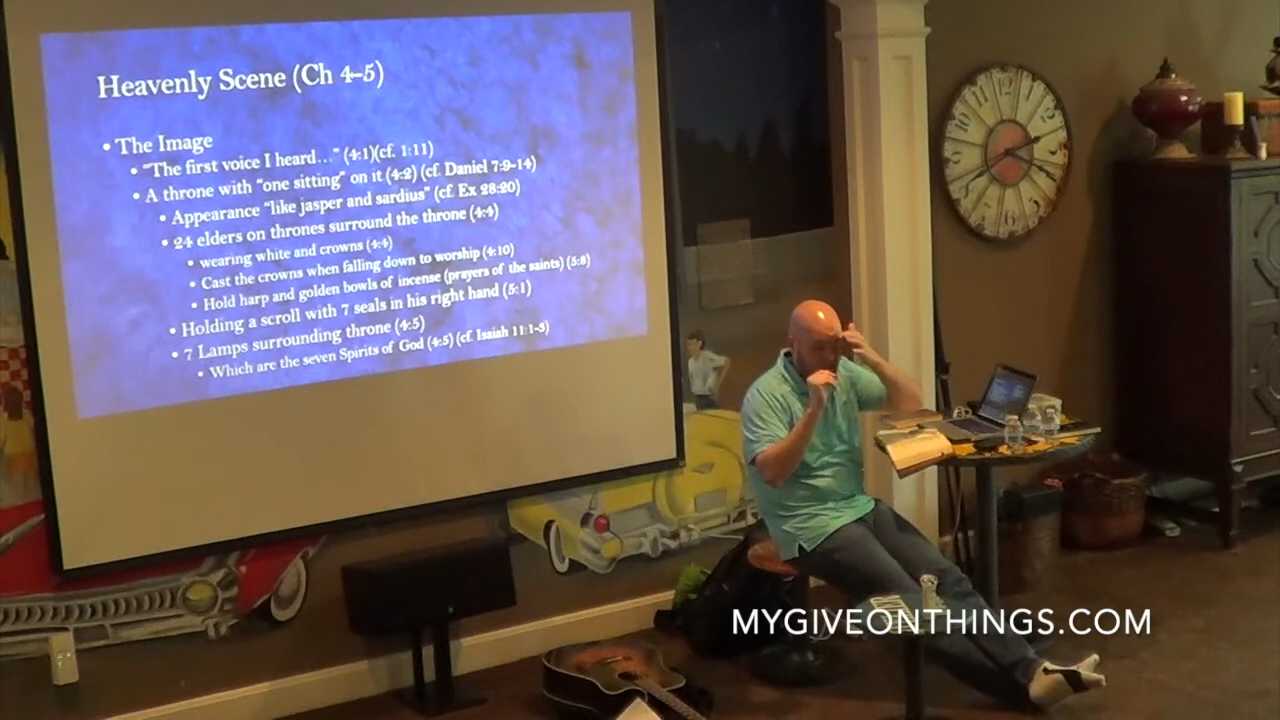 Heavenly Scene (Ch 4-5)
• The Image
• "The first voice I heard…" (4:1)(cf. 1:11)
• A throne with "one sitting" on it (4:2) (cf. Daniel 7:9-14)
• Appearance "like jasper and sardius" (cf. Ex 28:20)
• 24 elders on thrones surround the throne (4:4)
• wearing white and crowns (4:4)
• Cast the crowns when falling down to worship (4:10)
• Hold harp and golden bowls of incense (prayers of the saints) (5:8)
• Holding a scroll with 7 seals in his right hand (5:1)
• 7 Lamps surrounding throne (4:5)
• Which are the seven Spirits of God (4:5) (cf. Isaiah 11:1-3)
12
2
6
10
MYGIVEONTHINGS.COM